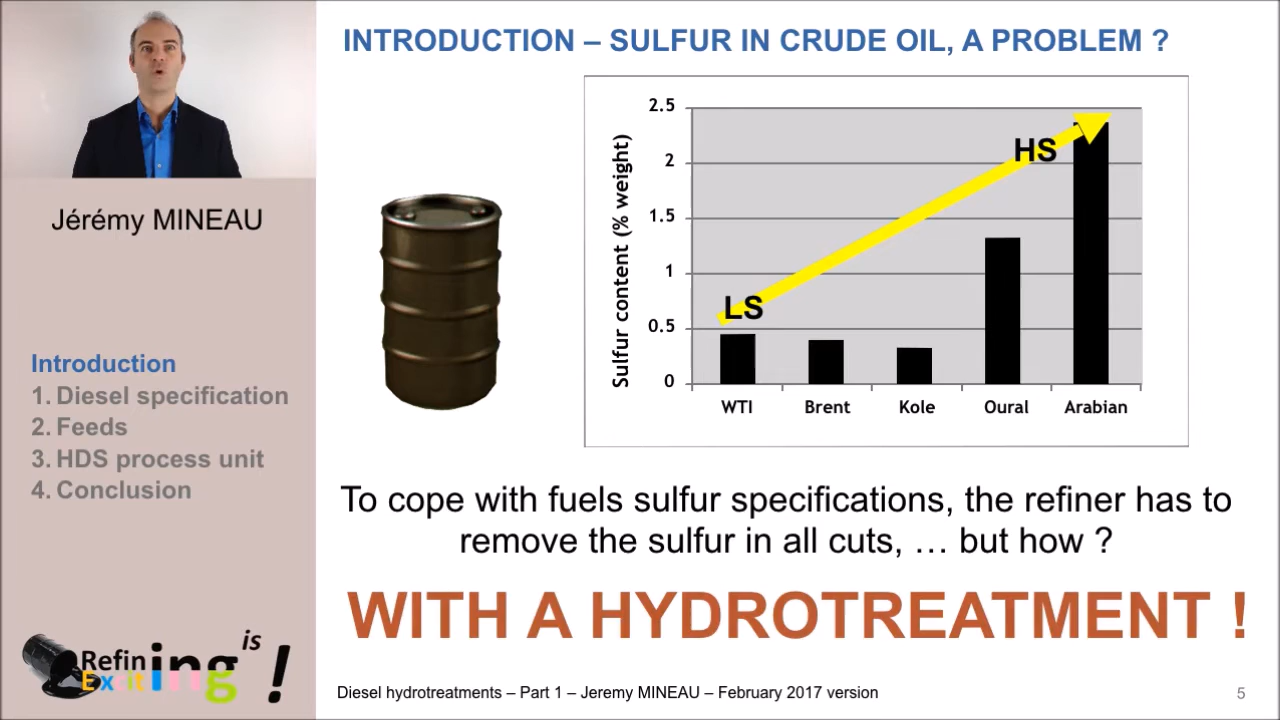 INTRODUCTION – SULFUR IN CRUDE OIL, A PROBLEM ?
Jérémy MINEAU
Introduction
1. Diesel specification
2. Feeds
3. HDS process unit
4. Conclusion
Sulfur content (% weight)
2.5
2
1.5
1
0.5
0
HS
LS
WTI Brent Kole Oural Arabian
To cope with fuels sulfur specifications, the refiner has to
remove the sulfur in all cuts, … but how ?
WITH A HYDROTREATMENT !
Refining is
Exciting !
Diesel hydrotreatments – Part 1 – Jeremy MINEAU – February 2017 version
5